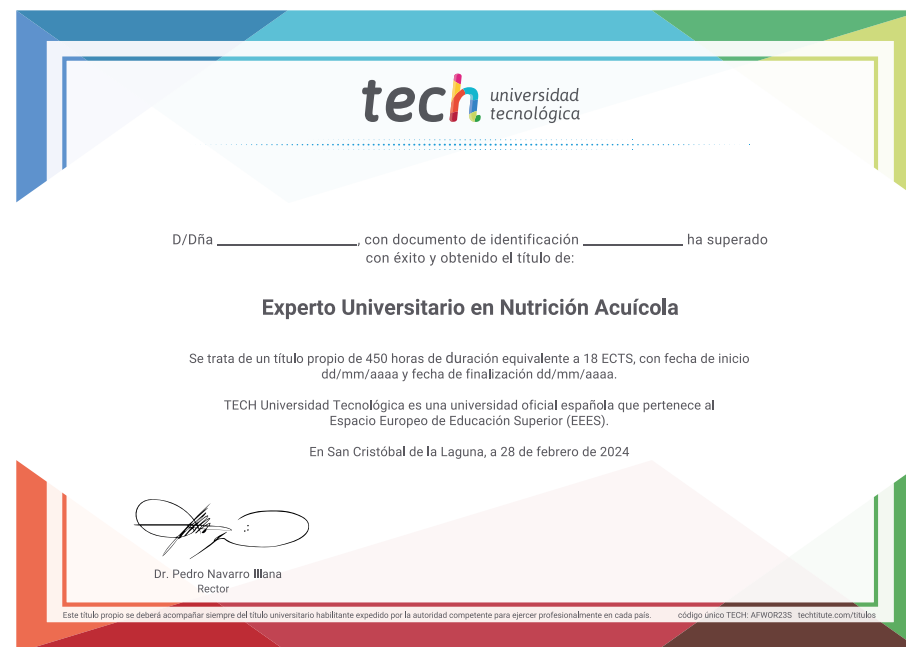 tech universidad
tecnológica
D/Dña ____________________, con documento de identificación ______________ ha superado
con éxito y obtenido el título de:
Experto Universitario en Nutrición Acuícola
Se trata de un título propio de 450 horas de duración equivalente a 18 ECTS, con fecha de inicio
dd/mm/aaaa y fecha de finalización dd/mm/aaaa.
TECH Universidad Tecnológica es una universidad oficial española que pertenece al
Espacio Europeo de Educación Superior (EEES).
En San Cristóbal de la Laguna, a 28 de febrero de 2024
Dr. Pedro Navarro Illana
Rector
Este título propio se deberá acompañar siempre del título universitario habilitante expedido por la autoridad competente para ejercer profesionalmente en cada país. código único TECH: AFWOR23S techtitute.com/titulos